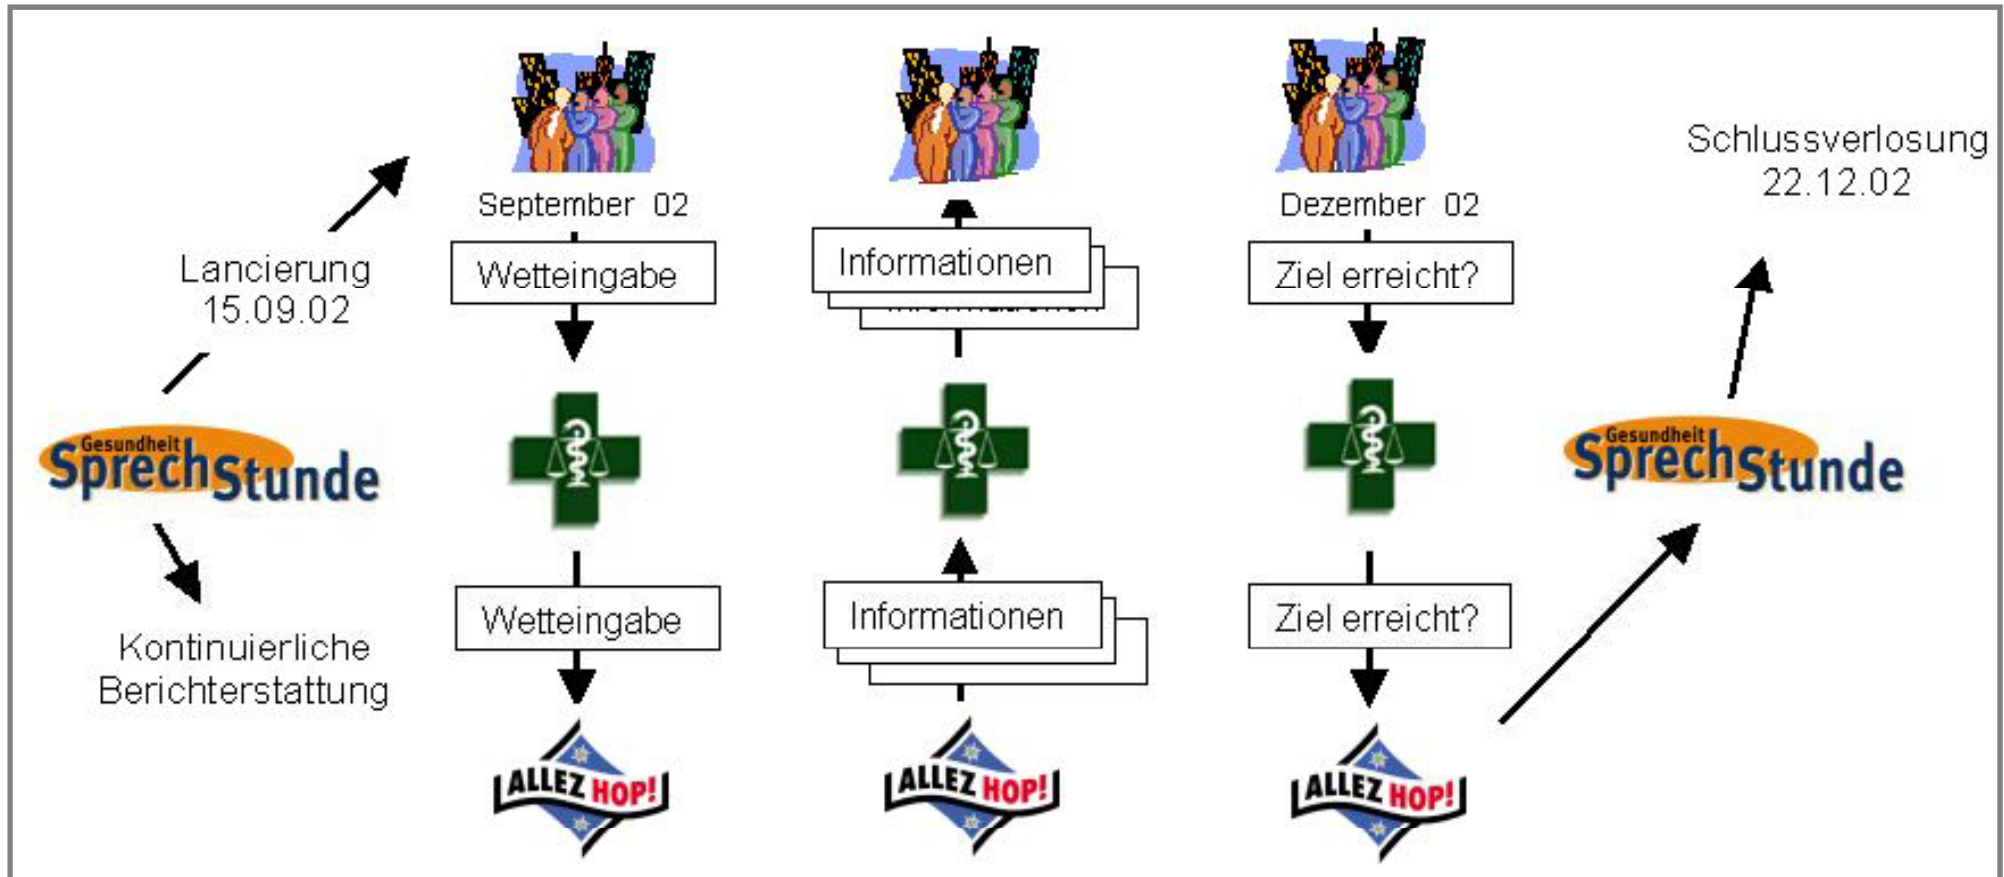 Lancierung
15.09.02
Gesundheit
SprechStunde
Kontinuierliche
Berichterstattung
September 02
Wetteingabe
Wetteingabe
ALLEZ HOP!
Informationen
Informationen
ALLEZ HOP!
Dezember 02
Ziel erreicht?
Ziel erreicht?
ALLEZ HOP!
Schlussverlosung
22.12.02
Gesundheit
SprechStunde